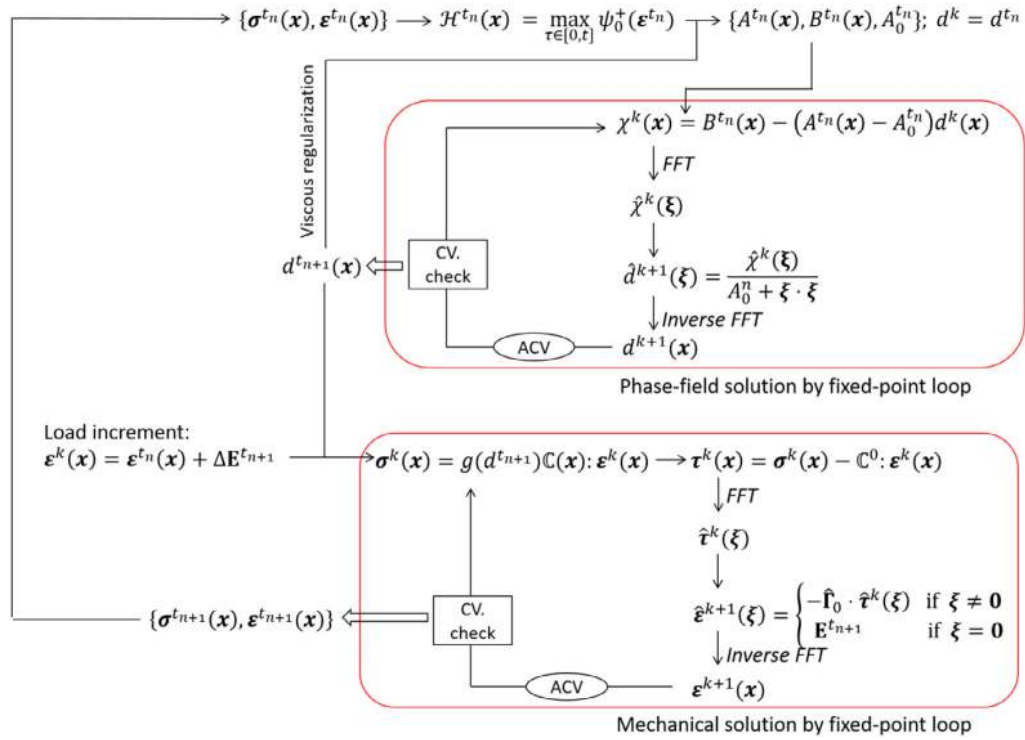 {𝝈^{t_n}(𝒙), 𝜺^{t_n}(𝒙)} ⟶ ℋ^{t_n}(𝒙) = max_{τ∈[0,t]} ψ_0^+(𝜺^{t_n}) ⟶ {A^{t_n}(𝒙), B^{t_n}(𝒙), A_0^{t_n}}; d^k = d^{t_n}
Viscous regularization
χ^k(𝒙) = B^{t_n}(𝒙) − (A^{t_n}(𝒙) − A_0^{t_n})d^k(𝒙)
FFT
χ̂^k(𝛏)
CV.
check
d^{t_{n+1}}(𝒙)
d̂^{k+1}(𝝃) = χ̂^k(𝝃) / (A_0^n + 𝝃 · 𝝃)
Inverse FFT
ACV
d^{k+1}(𝒙)
Phase-field solution by fixed-point loop
Load increment:
𝜺^k(𝒙) = 𝜺^{t_n}(𝒙) + Δ𝐄^{t_{n+1}}
𝝈^k(𝒙) = g(d^{t_{n+1}})ℂ(𝒙): 𝜺^k(𝒙) ⟶ 𝝉^k(𝒙) = 𝝈^k(𝒙) − ℂ^0: 𝜺^k(𝒙)
FFT
𝝉̂^k(𝝃)
{𝝈^{t_{n+1}}(𝒙), 𝜺^{t_{n+1}}(𝒙)}
CV.
check
𝜺̂^{k+1}(𝝃) = { −𝚪̂_0 · 𝝉̂^k(𝝃) if 𝝃 ≠ 𝟎
𝐄^{t_{n+1}} if 𝝃 = 𝟎
Inverse FFT
ACV
𝜺^{k+1}(𝒙)
Mechanical solution by fixed-point loop